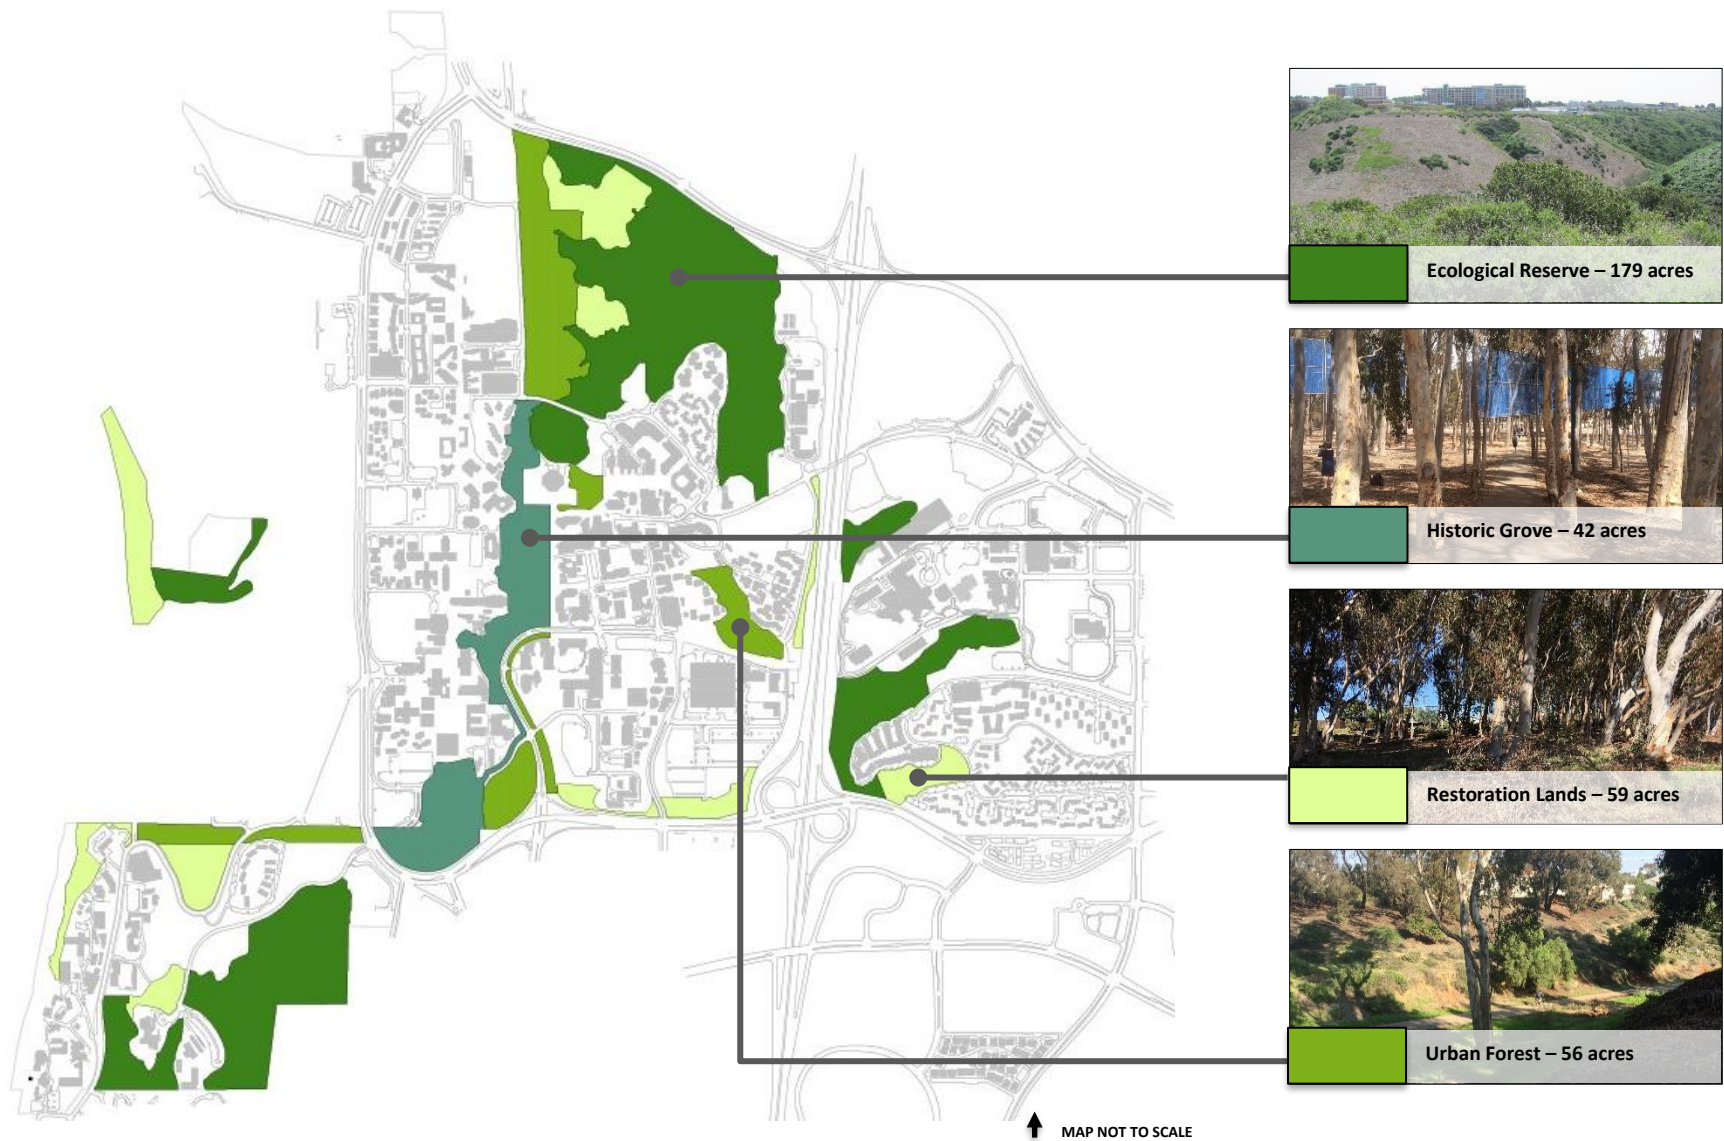 Ecological Reserve – 179 acres
Historic Grove – 42 acres
Restoration Lands – 59 acres
Urban Forest – 56 acres
MAP NOT TO SCALE